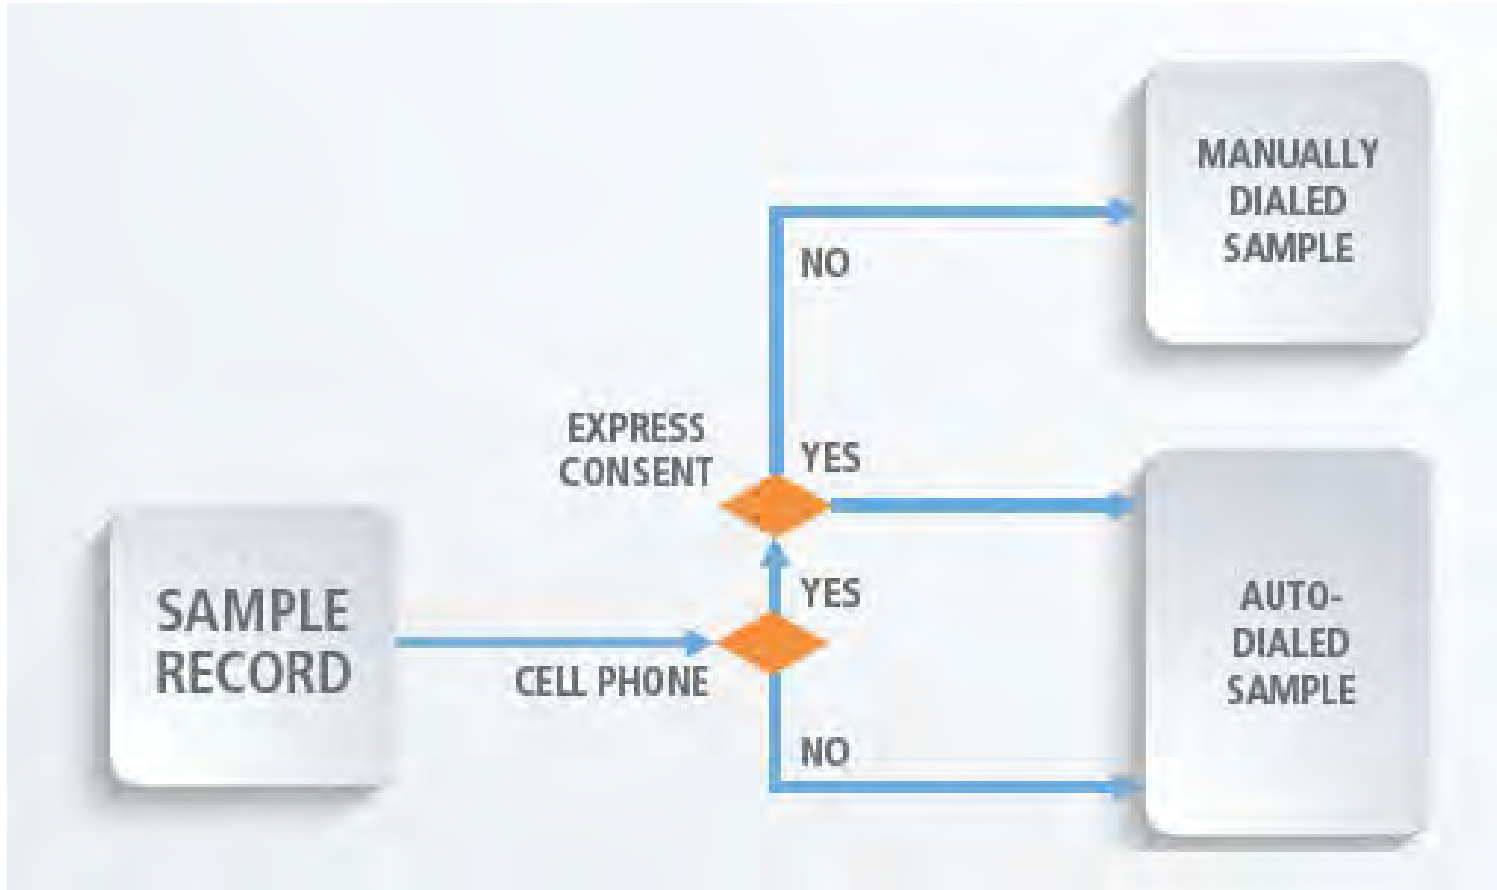 MANUALLY
DIALED
SAMPLE
NO
EXPRESS
CONSENT
YES
SAMPLE
RECORD
CELL PHONE
YES
NO
AUTO-
DIALED
SAMPLE